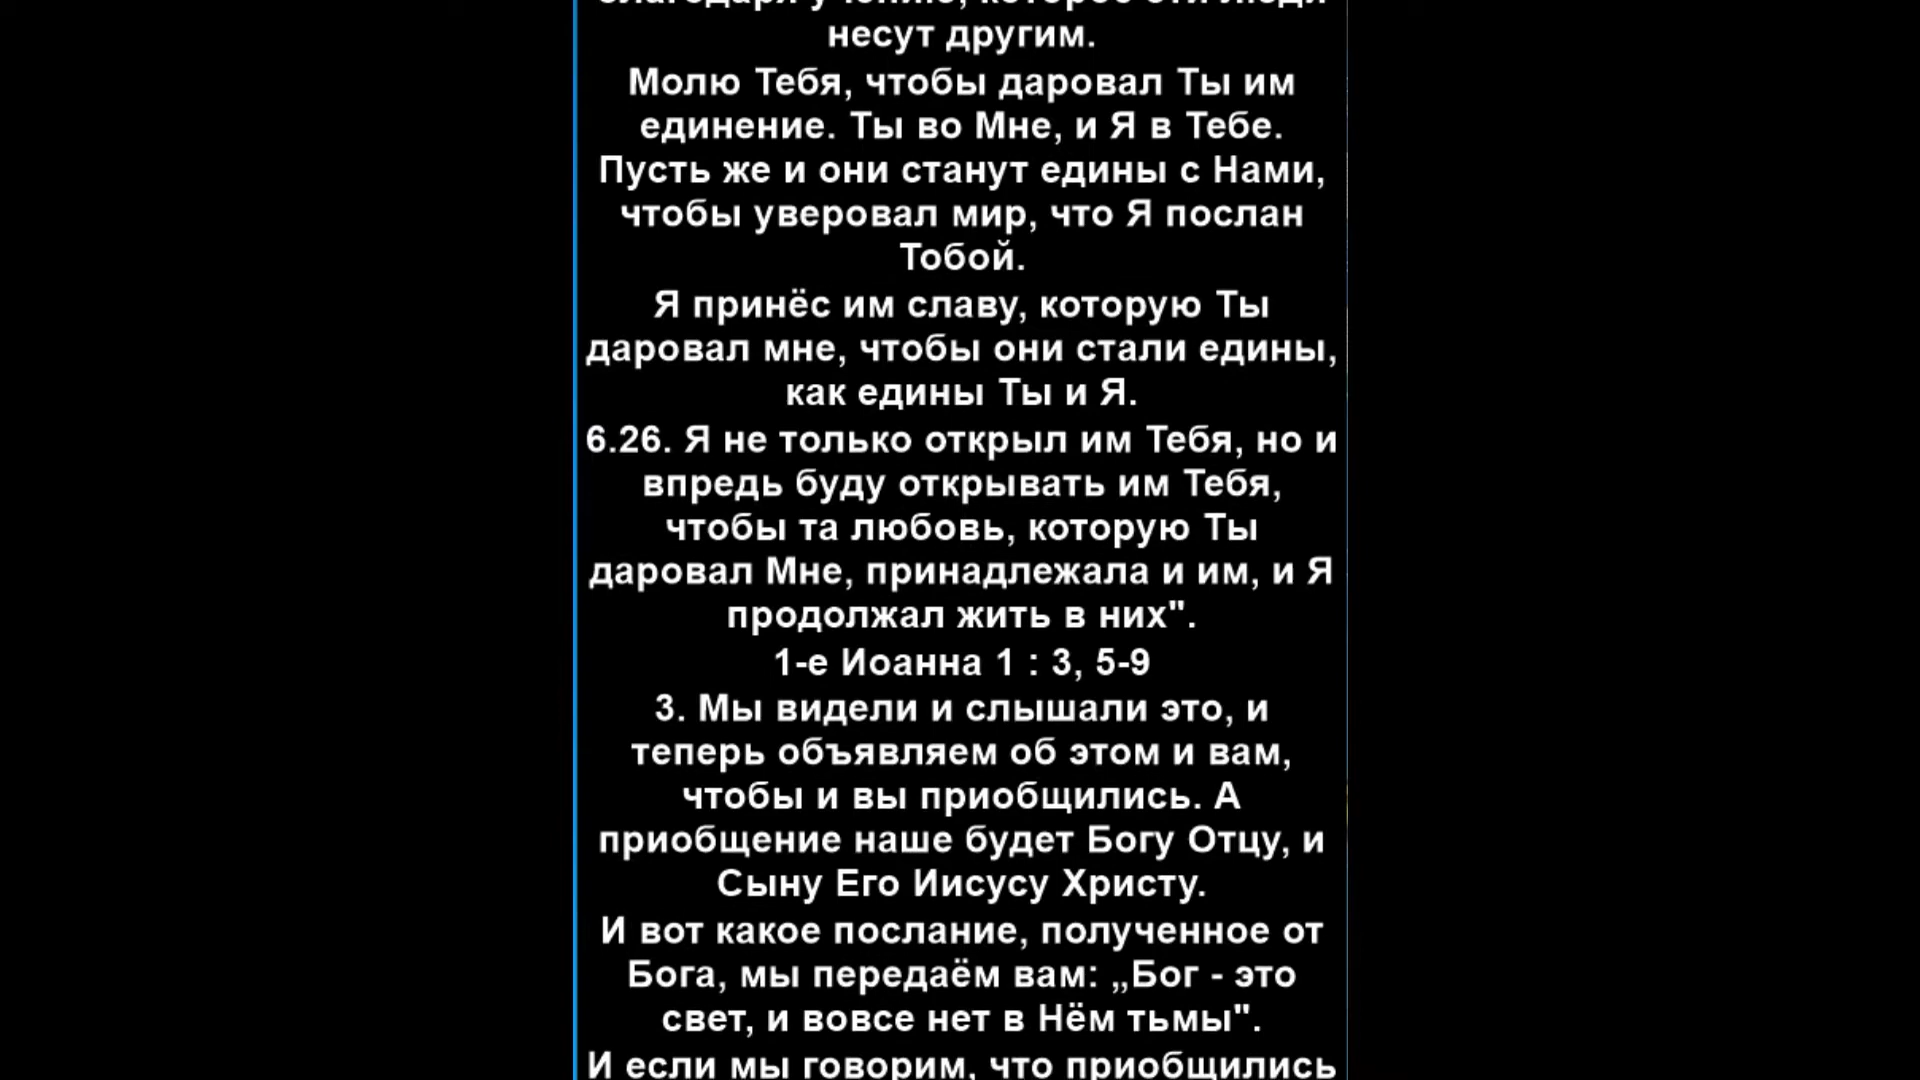 благодаря учению, которое эти люди
несут другим.
Молю Тебя, чтобы даровал Ты им
единение. Ты во Мне, и Я в Тебе.
Пусть же и они станут едины с Нами,
чтобы уверовал мир, что Я послан
Тобой.
Я принёс им славу, которую Ты
даровал мне, чтобы они стали едины,
как едины Ты и Я.
6.26. Я не только открыл им Тебя, но и
впредь буду открывать им Тебя,
чтобы та любовь, которую Ты
даровал Мне, принадлежала и им, и Я
продолжал жить в них".
1-е Иоанна 1 : 3, 5-9
3. Мы видели и слышали это, и
теперь объявляем об этом и вам,
чтобы и вы приобщились. А
приобщение наше будет Богу Отцу, и
Сыну Его Иисусу Христу.
И вот какое послание, полученное от
Бога, мы передаём вам: „Бог - это
свет, и вовсе нет в Нём тьмы".
И если мы говорим, что приобщились